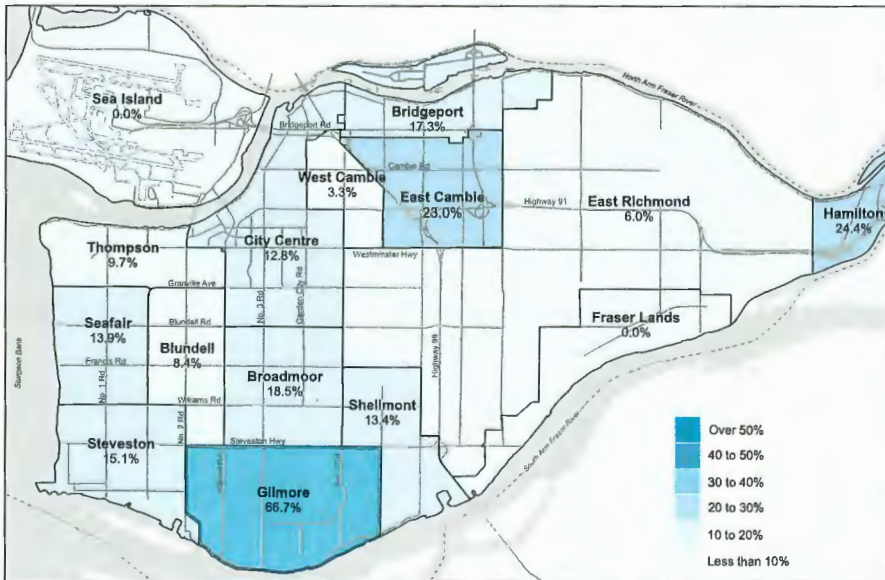 North Arm Fraser River
Sea Island
0.0%
Bridgeport
17.3%
Bridgeport Rd
Cambie Rd
West Cambie
3.3%
East Cambie
23.0%
Highway 91
East Richmond
6.0%
Hamilton
24.4%
Thompson
9.7%
City Centre
12.8%
Westminster Hwy
Granville Ave
No. 3 Rd
Garden City Rd
Seafair
13.9%
Blundell Rd
Fraser Lands
0.0%
Blundell
8.4%
Francis Rd
Sturgeon Bank
Highway 99
Broadmoor
18.5%
No. 1 Rd
Williams Rd
Shellmont
13.4%
No. 2 Rd
Steveston
15.1%
Steveston Hwy
South Arm Fraser River
Gilmore
66.7%
Over 50%
40 to 50%
30 to 40%
20 to 30%
10 to 20%
Less than 10%